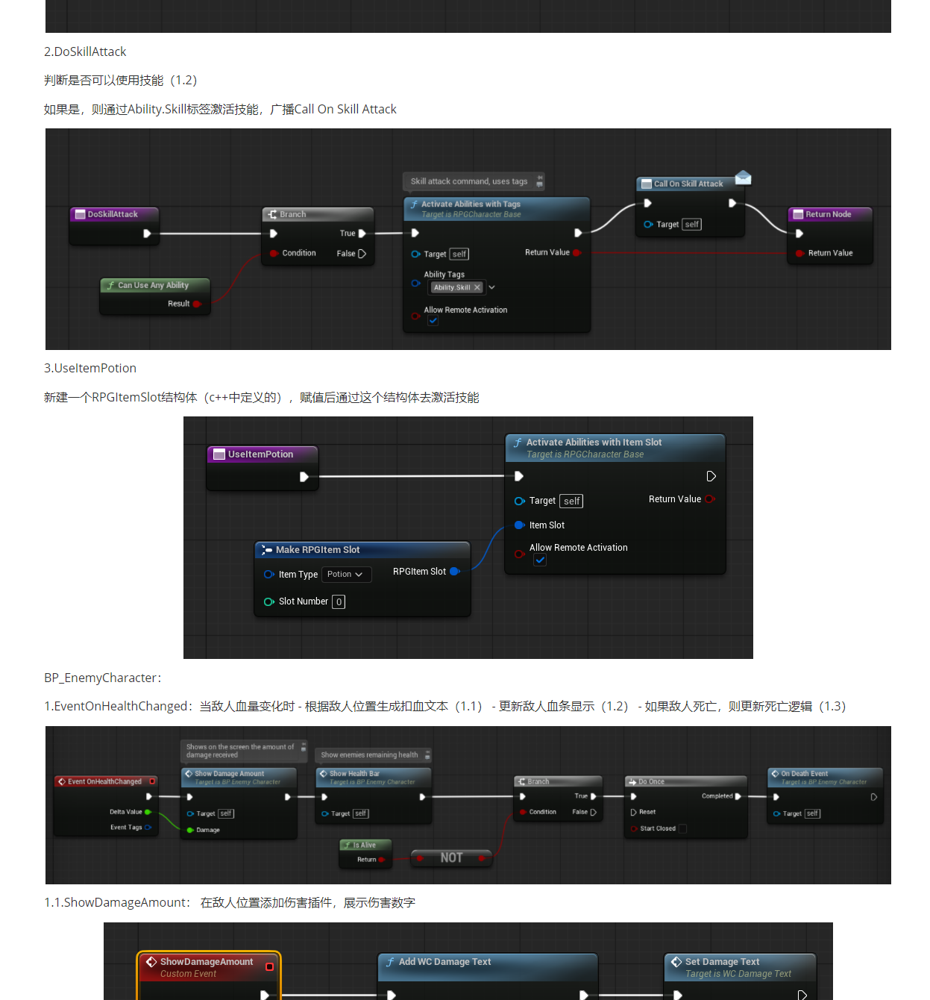 2.DoSkillAttack
判断是否可以使用技能（1.2）
如果是，则通过Ability.Skill标签激活技能，广播Call On Skill Attack
Skill attack command, uses tags
DoSkillAttack
Can Use Any Ability
Result
Branch
True
Condition
False
Activate Abilities with Tags
Target is RPGCharacter Base
Target self
Return Value
Ability Tags
Ability.Skill
Allow Remote Activation
Call On Skill Attack
Target self
Return Node
Return Value
3.UseItemPotion
新建一个RPGItemSlot结构体（c++中定义的），赋值后通过这个结构体去激活技能
UseItemPotion
Make RPGItem Slot
Item Type Potion
RPGItem Slot
Slot Number 0
Activate Abilities with Item Slot
Target is RPGCharacter Base
Target self
Return Value
Item Slot
Allow Remote Activation
BP_EnemyCharacter：
1.EventOnHealthChanged：当敌人血量变化时 - 根据敌人位置生成扣血文本（1.1） - 更新敌人血条显示（1.2） - 如果敌人死亡，则更新死亡逻辑（1.3）
Shows on the screen the amount of
damage received
Show enemies remaining health
Event OnHealthChanged
Delta Value
Event Tags
Show Damage Amount
Target is BP Enemy Character
Target self
Damage
Show Health Bar
Target is BP Enemy Character
Target self
Is Alive
Return
NOT
Branch
True
Condition
False
Do Once
Completed
Reset
Start Closed
On Death Event
Target is BP Enemy Character
Target self
1.1.ShowDamageAmount： 在敌人位置添加伤害插件，展示伤害数字
ShowDamageAmount
Custom Event
Add WC Damage Text
Set Damage Text
Target is WC Damage Text